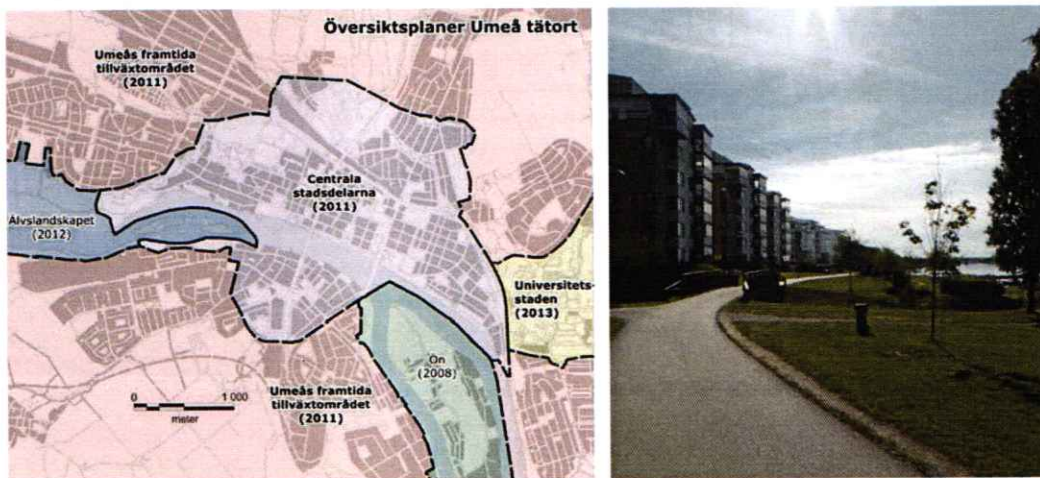 Översiktsplaner Umeå tätort
Umeås framtida
tillväxtområdet
(2011)
Centrala
stadsdelarna
(2011)
Älvslandskapet
(2012)
Universitets-
staden
(2013)
Ön
(2008)
Umeås framtida
tillväxtområdet
(2011)
0 1 000
meter